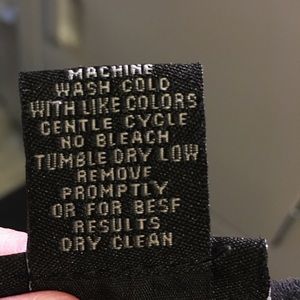 MACHINE
WASH COLD
WITH LIKE COLORS
GENTLE CYCLE
NO BLEACH
TUMBLE DRY LOW
REMOVE
PROMPTLY
OR FOR BESF
RESULTS
DRY CLEAN